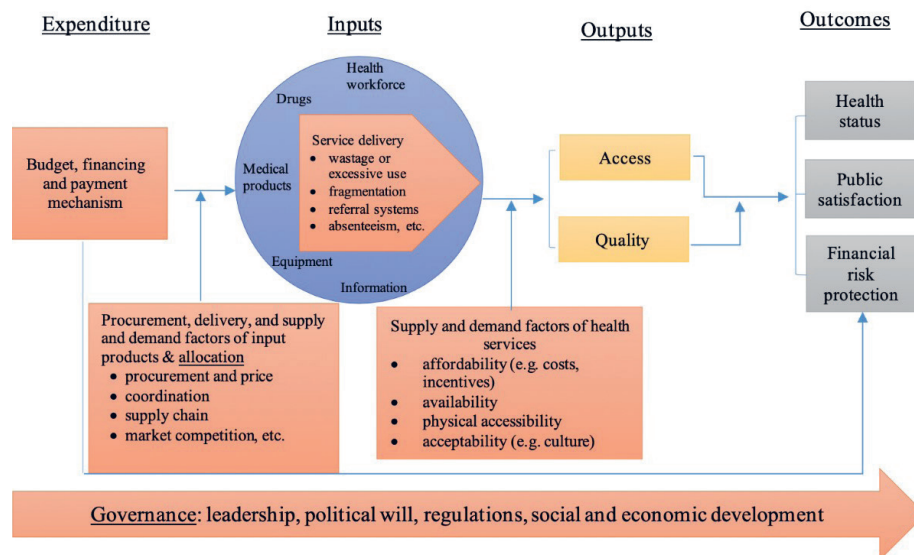 Expenditure
Inputs
Outputs
Outcomes
Budget, financing
and payment
mechanism
Health
workforce
Drugs
Medical
products
Equipment
Information
Service delivery
• wastage or
excessive use
• fragmentation
• referral systems
• absenteeism, etc.
Access
Quality
Health
status
Public
satisfaction
Financial
risk
protection
Procurement, delivery, and supply
and demand factors of input
products & allocation
• procurement and price
• coordination
• supply chain
• market competition, etc.
Supply and demand factors of health
services
• affordability (e.g. costs,
incentives)
• availability
• physical accessibility
• acceptability (e.g. culture)
Governance: leadership, political will, regulations, social and economic development